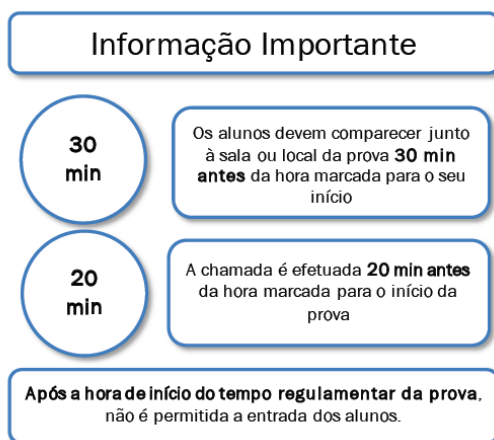 Informação Importante
30
min
Os alunos devem comparecer junto
à sala ou local da prova 30 min
antes da hora marcada para o seu
início
20
min
A chamada é efetuada 20 min antes
da hora marcada para o início da
prova
Após a hora de início do tempo regulamentar da prova,
não é permitida a entrada dos alunos.